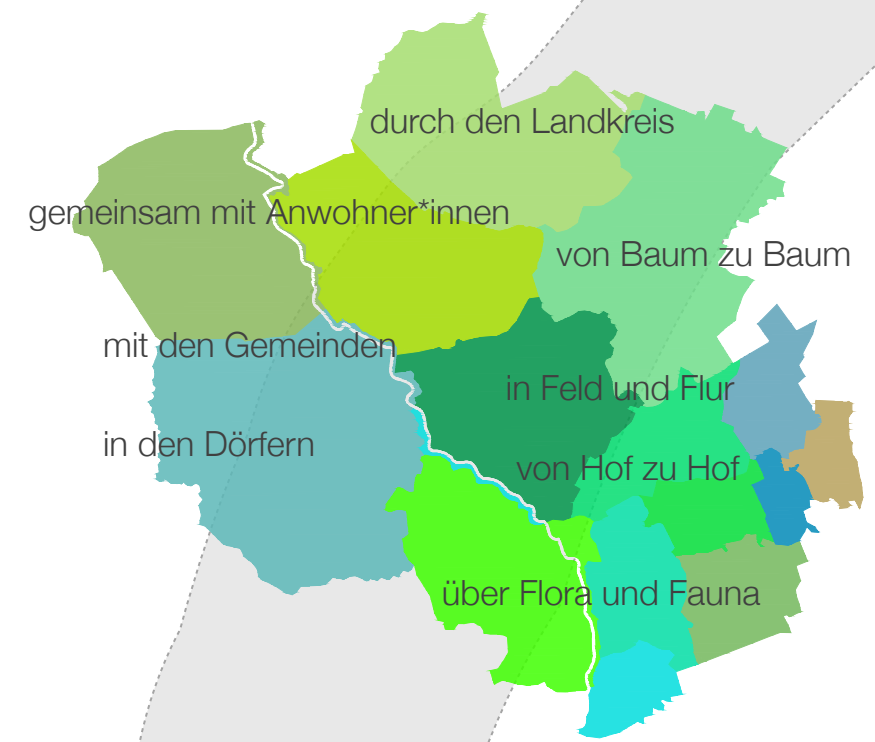 durch den Landkreis
gemeinsam mit Anwohner*innen
von Baum zu Baum
mit den Gemeinden
in Feld und Flur
in den Dörfern
von Hof zu Hof
über Flora und Fauna